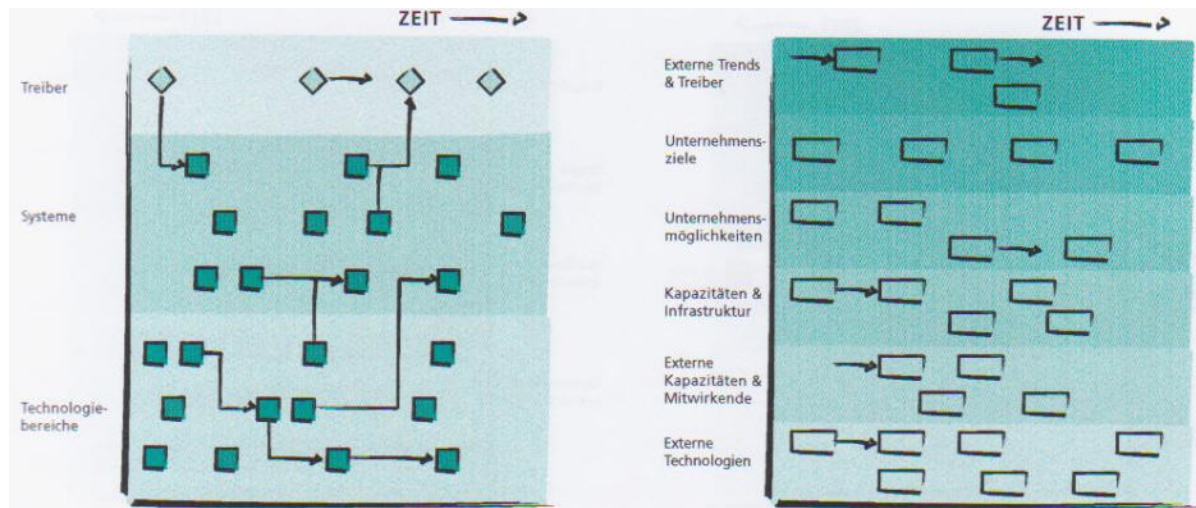 ZEIT
Treiber
Systeme
Technologie-
bereiche
ZEIT
Externe Trends
& Treiber
Unternehmens-
ziele
Unternehmens-
möglichkeiten
Kapazitäten &
Infrastruktur
Externe
Kapazitäten &
Mitwirkende
Externe
Technologien